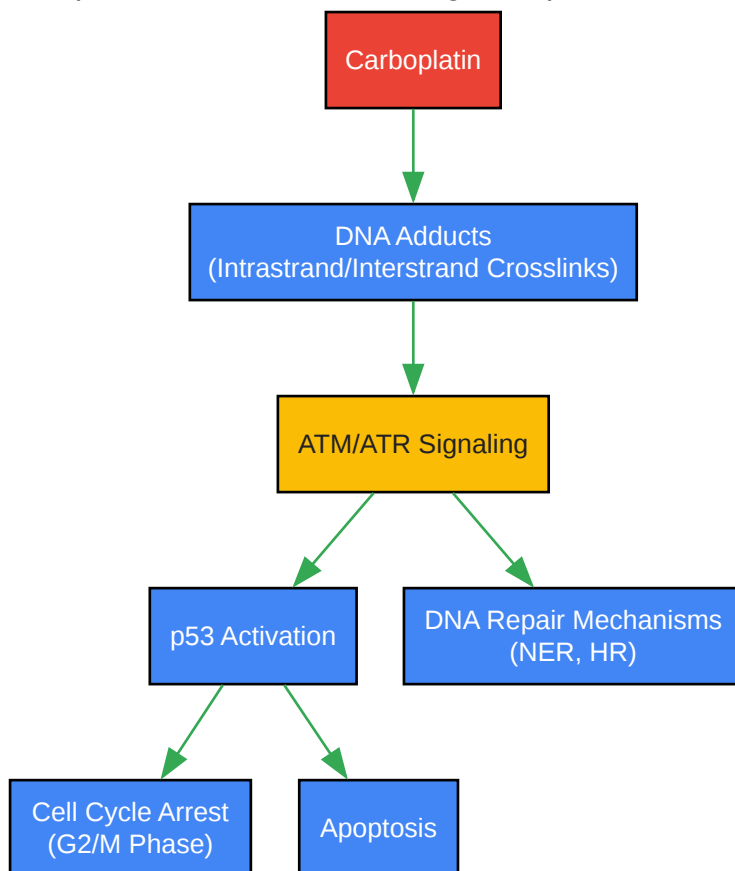 Carboplatin
DNA Adducts
(Intrastrand/Interstrand Crosslinks)
ATM/ATR Signaling
p53 Activation
DNA Repair Mechanisms
(NER, HR)
Cell Cycle Arrest
(G2/M Phase)
Apoptosis